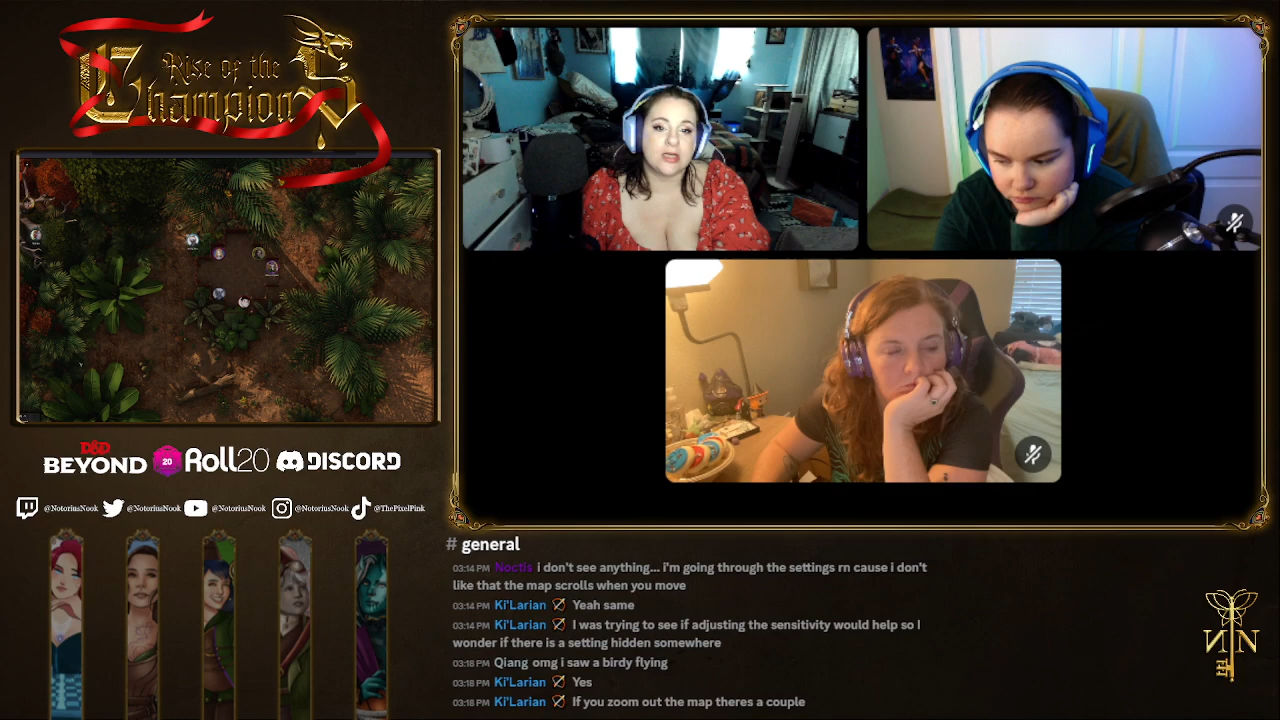 Rise of the
Champions
D&D
BEYOND
20
Roll20
DISCORD
@NotoriusNook
@NotoriusNook
@NotoriusNook
@NotoriusNook
@ThePixelPink
# general
03:14 PM Noctis i don't see anything... i'm going through the settings rn cause i don't
like that the map scrolls when you move
03:14 PM Ki'Larian Yeah same
03:14 PM Ki'Larian I was trying to see if adjusting the sensitivity would help so I
wonder if there is a setting hidden somewhere
03:18 PM Qiang omg i saw a birdy flying
03:18 PM Ki'Larian Yes
03:18 PM Ki'Larian If you zoom out the map theres a couple